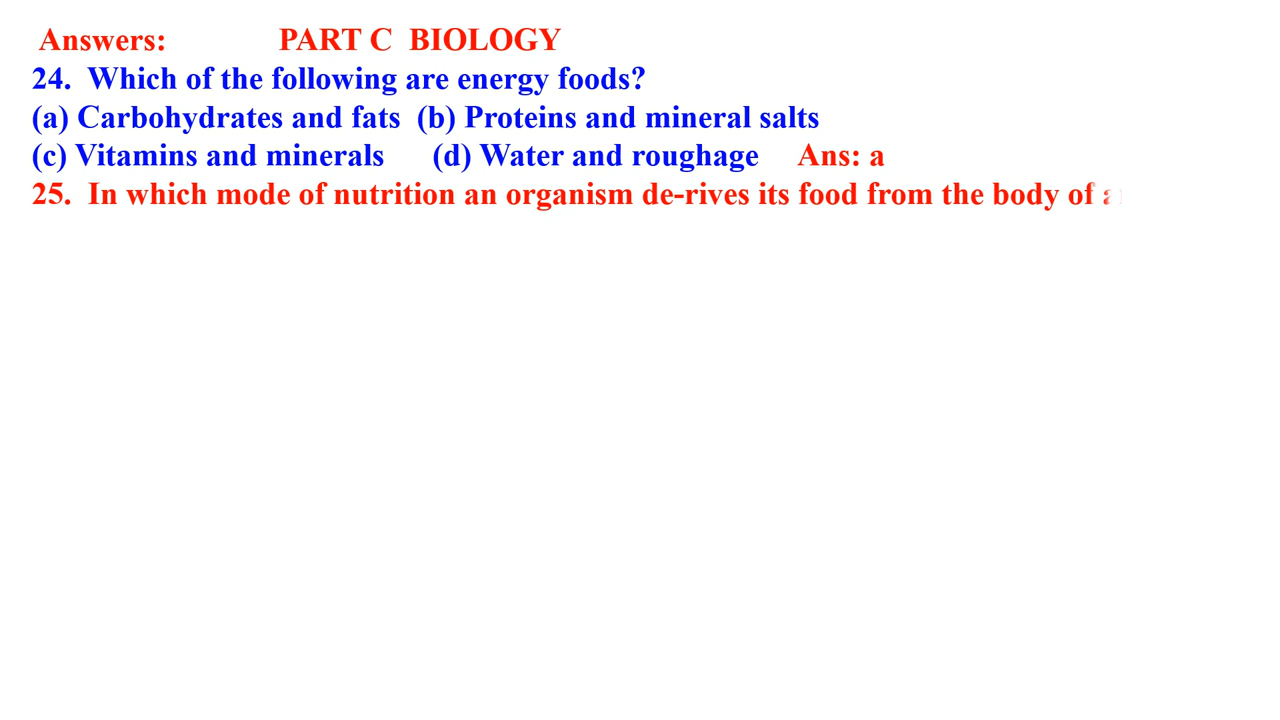 Answers: PART C BIOLOGY
24. Which of the following are energy foods?
(a) Carbohydrates and fats (b) Proteins and mineral salts
(c) Vitamins and minerals (d) Water and roughage Ans: a
25. In which mode of nutrition an organism de-rives its food from the body of